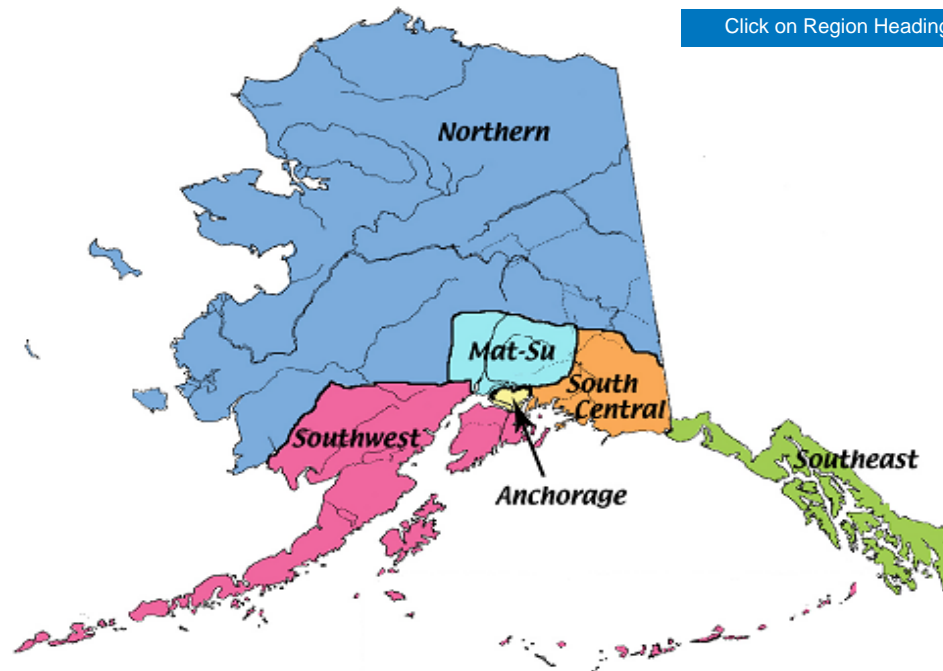 Click on Region Heading
Northern
Mat-Su
South
Central
Southwest
Southeast
Anchorage